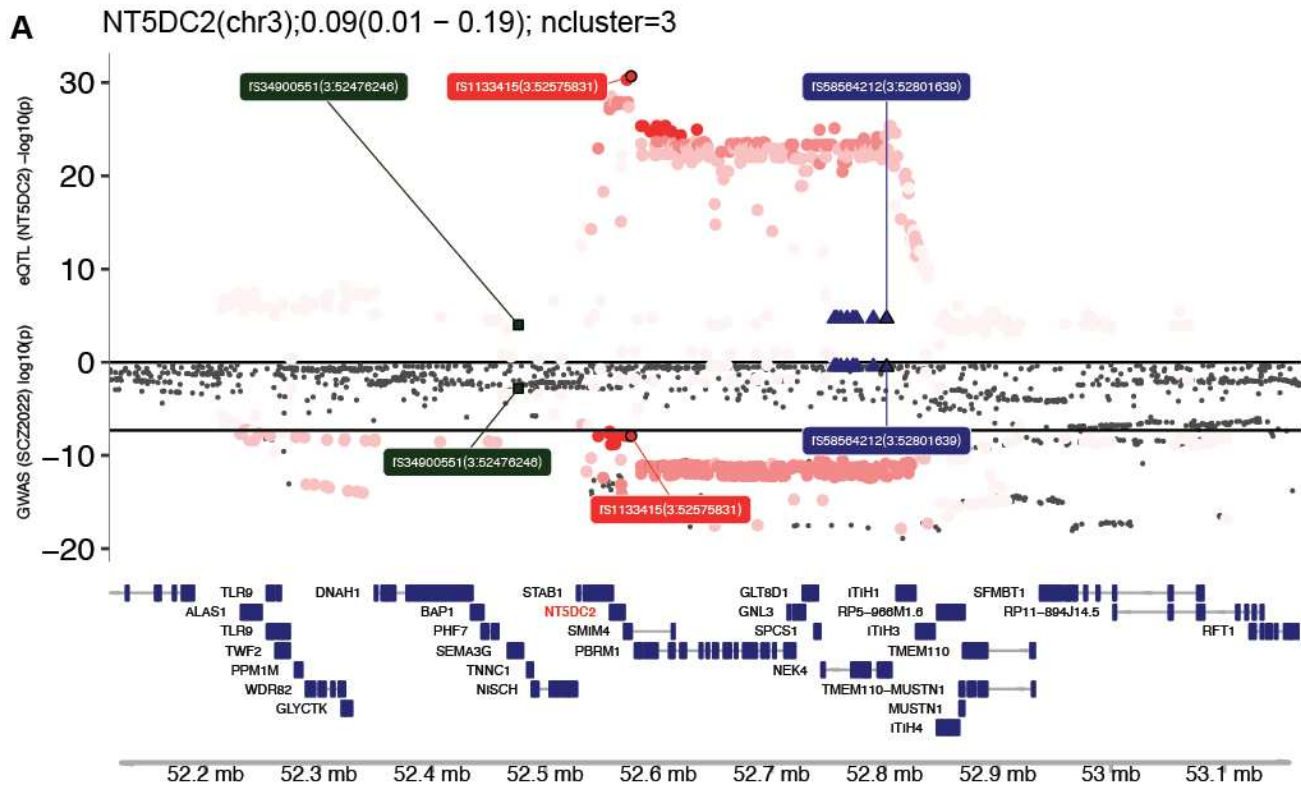 A
NT5DC2(chr3);0.09(0.01 − 0.19); ncluster=3
eQTL (NT5DC2) −log10(p)
30
20
10
0
rS34900551(3:52476246)
rS1133415(3:52575831)
rS58564212(3:52801639)
GWAS (SCZ2022) log10(p)
−10
−20
rS34900551(3:52476246)
rS58564212(3:52801639)
rS1133415(3:52575831)
TLR9 DNAH1 STAB1 GLT8D1 ITIH1 SFMBT1
ALAS1 BAP1 NT5DC2 GNL3 RP5−966M1.6 RP11−894J14.5
TLR9 PHF7 SMIM4 SPCS1 ITIH3 RFT1
TWF2 SEMA3G PBRM1 TMEM110
PPM1M TNNC1 NEK4
WDR82 NISCH TMEM110−MUSTN1
GLYCTK MUSTN1
ITIH4
52.2 mb 52.3 mb 52.4 mb 52.5 mb 52.6 mb 52.7 mb 52.8 mb 52.9 mb 53 mb 53.1 mb